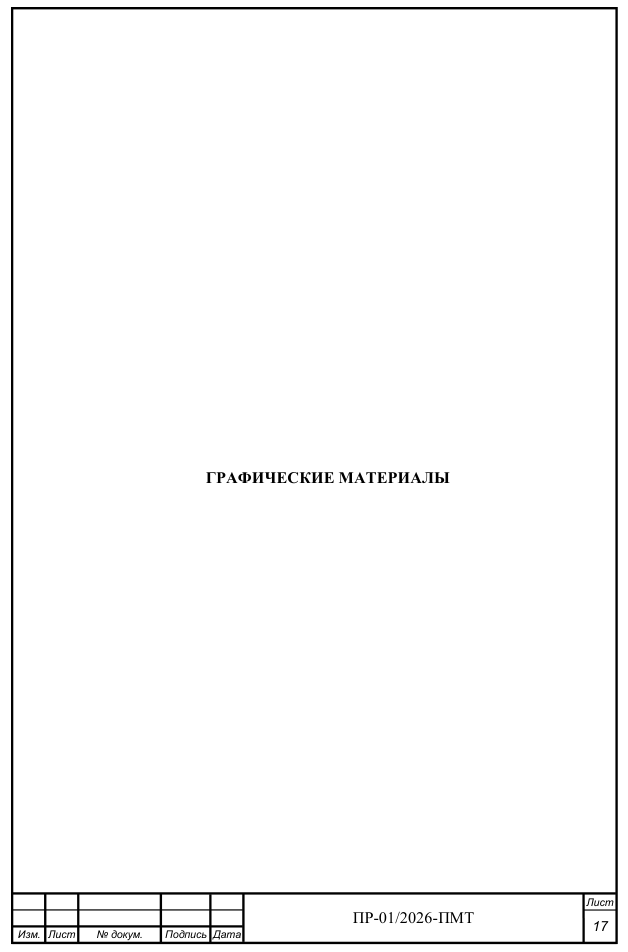 ГРАФИЧЕСКИЕ МАТЕРИАЛЫ
Лист
ПР-01/2026-ПМТ
17
Изм. Лист № докум. Подпись Дата